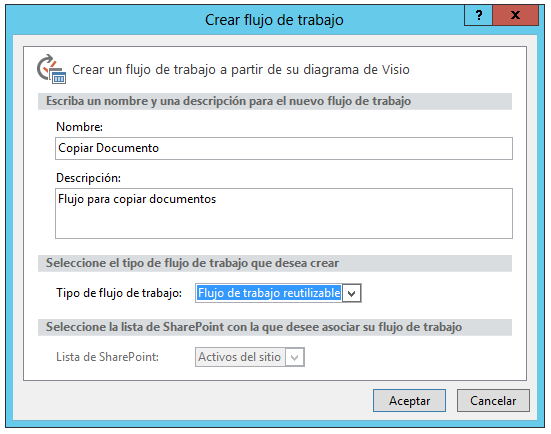 Crear flujo de trabajo
? x
Crear un flujo de trabajo a partir de su diagrama de Visio
Escriba un nombre y una descripción para el nuevo flujo de trabajo
Nombre:
Copiar Documento
Descripción:
Flujo para copiar documentos
Seleccione el tipo de flujo de trabajo que desea crear
Tipo de flujo de trabajo: Flujo de trabajo reutilizable
Seleccione la lista de SharePoint con la que desee asociar su flujo de trabajo
Lista de SharePoint: Activos del sitio
Aceptar Cancelar